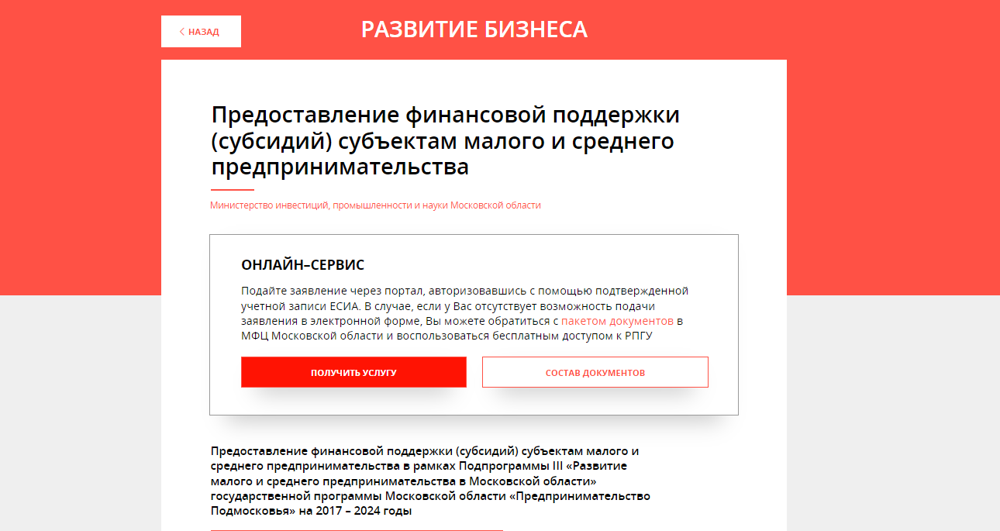 НАЗАД
РАЗВИТИЕ БИЗНЕСА
Предоставление финансовой поддержки
(субсидий) субъектам малого и среднего
предпринимательства
Министерство инвестиций, промышленности и науки Московской области
ОНЛАЙН–СЕРВИС
Подайте заявление через портал, авторизовавшись с помощью подтвержденной
учетной записи ЕСИА. В случае, если у Вас отсутствует возможность подачи
заявления в электронной форме, Вы можете обратиться с пакетом документов в
МФЦ Московской области и воспользоваться бесплатным доступом к РПГУ
ПОЛУЧИТЬ УСЛУГУ
СОСТАВ ДОКУМЕНТОВ
Предоставление финансовой поддержки (субсидий) субъектам малого и
среднего предпринимательства в рамках Подпрограммы III «Развитие
малого и среднего предпринимательства в Московской области»
государственной программы Московской области «Предпринимательство
Подмосковья» на 2017 – 2024 годы